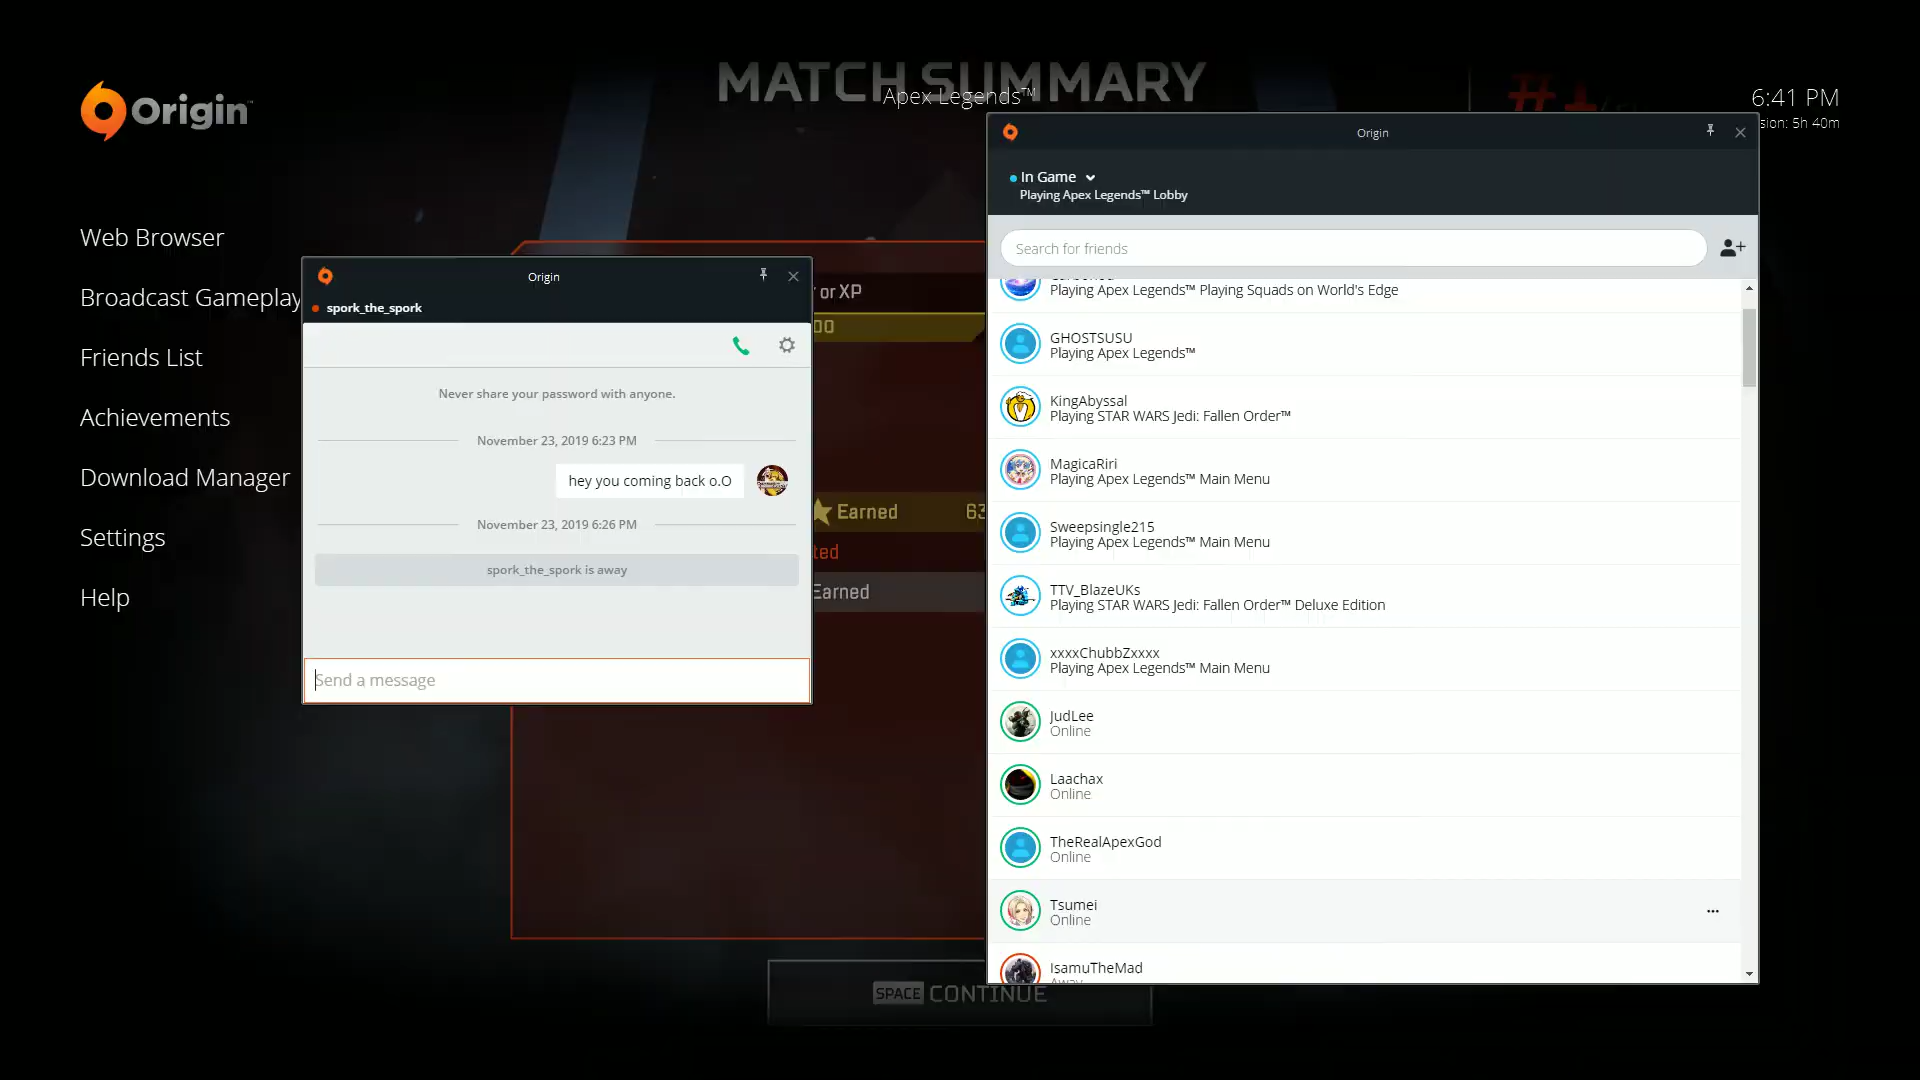 MATCH SUMMARY
Apex Legends™
Origin
6:41 PM
sion: 5h 40m
Web Browser
Broadcast Gameplay
Friends List
Achievements
Download Manager
Settings
Help
Origin
spork_the_spork
Never share your password with anyone.
November 23, 2019 6:23 PM
hey you coming back o.O
November 23, 2019 6:26 PM
spork_the_spork is away
Send a message
or XP
00
Earned 63
ted
Earned
SPACE CONTINUE
Origin
In Game
Playing Apex Legends™ Lobby
Search for friends
Playing Apex Legends™ Playing Squads on World's Edge
GHOSTSUSU
Playing Apex Legends™
KingAbyssal
Playing STAR WARS Jedi: Fallen Order™
MagicaRiri
Playing Apex Legends™ Main Menu
Sweepsingle215
Playing Apex Legends™ Main Menu
TTV_BlazeUKs
Playing STAR WARS Jedi: Fallen Order™ Deluxe Edition
xxxxChubbZxxxx
Playing Apex Legends™ Main Menu
JudLee
Online
Laachax
Online
TheRealApexGod
Online
Tsumei
Online
IsamuTheMad
Away